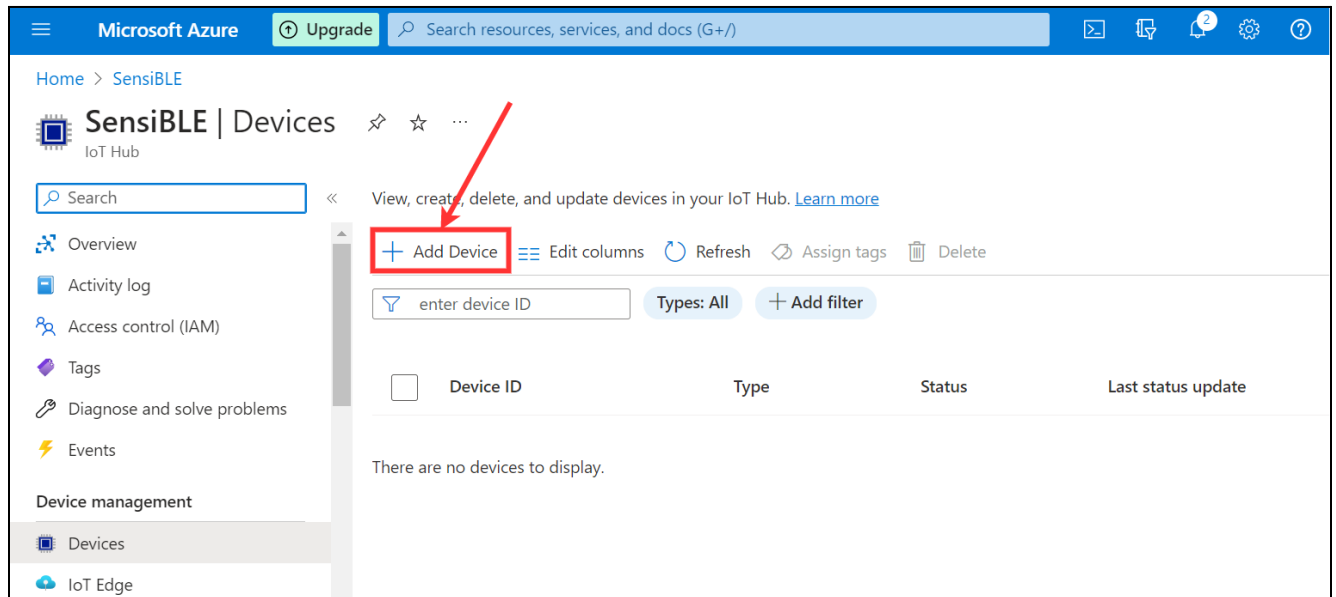 Microsoft Azure
Upgrade
Search resources, services, and docs (G+/)
2
Home > SensiBLE
SensiBLE | Devices
IoT Hub
Search
View, create, delete, and update devices in your IoT Hub. Learn more
Overview
Activity log
Access control (IAM)
Tags
Diagnose and solve problems
Events
Device management
Devices
IoT Edge
Add Device
Edit columns
Refresh
Assign tags
Delete
enter device ID
Types: All
Add filter
Device ID
Type
Status
Last status update
There are no devices to display.